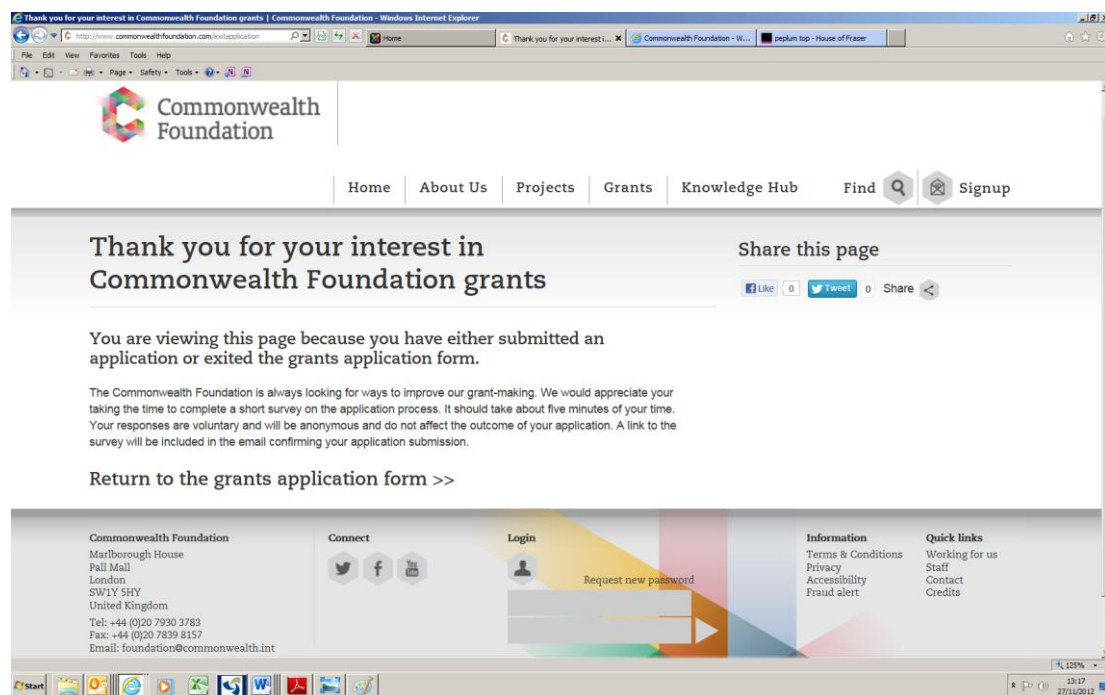 Thank you for your interest in Commonwealth Foundation grants | Commonwealth Foundation - Windows Internet Explorer
http://www.commonwealthfoundation.com/exitapplication
Home
Thank you for your interest i...
Commonwealth Foundation - W...
peplum top - House of Fraser
File Edit View Favorites Tools Help
Page Safety Tools
Commonwealth
Foundation
Home About Us Projects Grants Knowledge Hub Find Signup
Thank you for your interest in
Commonwealth Foundation grants
Share this page
Like 0 Tweet 0 Share
You are viewing this page because you have either submitted an
application or exited the grants application form.
The Commonwealth Foundation is always looking for ways to improve our grant-making. We would appreciate your
taking the time to complete a short survey on the application process. It should take about five minutes of your time.
Your responses are voluntary and will be anonymous and do not affect the outcome of your application. A link to the
survey will be included in the email confirming your application submission.
Return to the grants application form >>
Commonwealth Foundation
Marlborough House
Pall Mall
London
SW1Y 5HY
United Kingdom
Tel: +44 (0)20 7930 3783
Fax: +44 (0)20 7839 8157
Email: foundation@commonwealth.int
Connect
You
Tube
Login
Request new password
Information
Terms & Conditions
Privacy
Accessibility
Fraud alert
Quick links
Working for us
Staff
Contact
Credits
125%
Start
13:17
27/11/2012